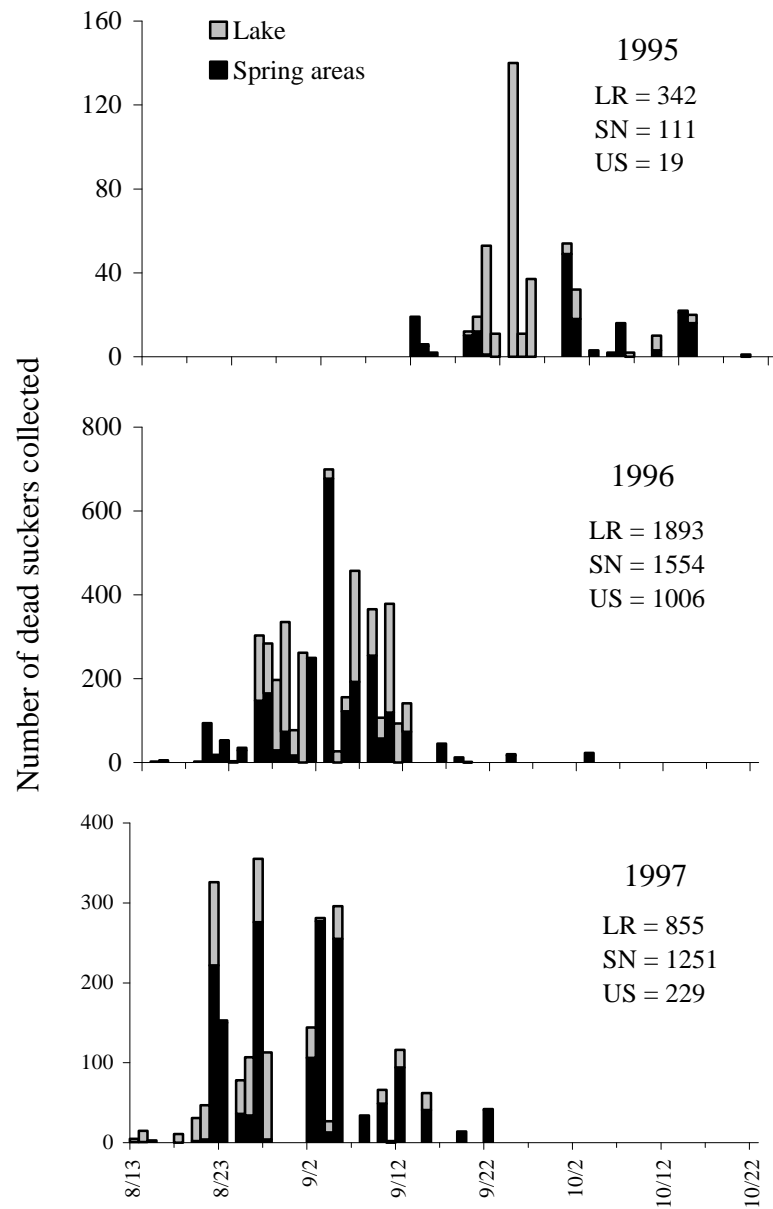 160
120
80
40
0
Lake
Spring areas
1995
LR = 342
SN = 111
US = 19
Number of dead suckers collected
800
600
400
200
0
1996
LR = 1893
SN = 1554
US = 1006
400
300
200
100
0
1997
LR = 855
SN = 1251
US = 229
8/13
8/23
9/2
9/12
9/22
10/2
10/12
10/22